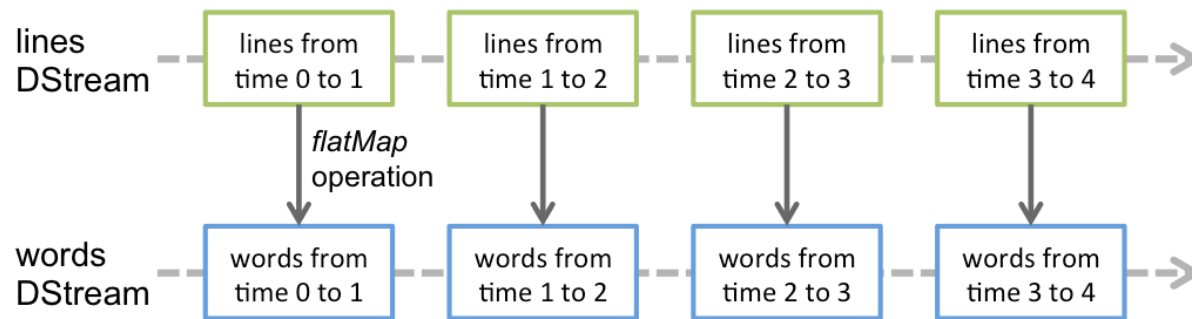 lines
DStream
lines from
time 0 to 1
lines from
time 1 to 2
lines from
time 2 to 3
lines from
time 3 to 4
flatMap
operation
words
DStream
words from
time 0 to 1
words from
time 1 to 2
words from
time 2 to 3
words from
time 3 to 4